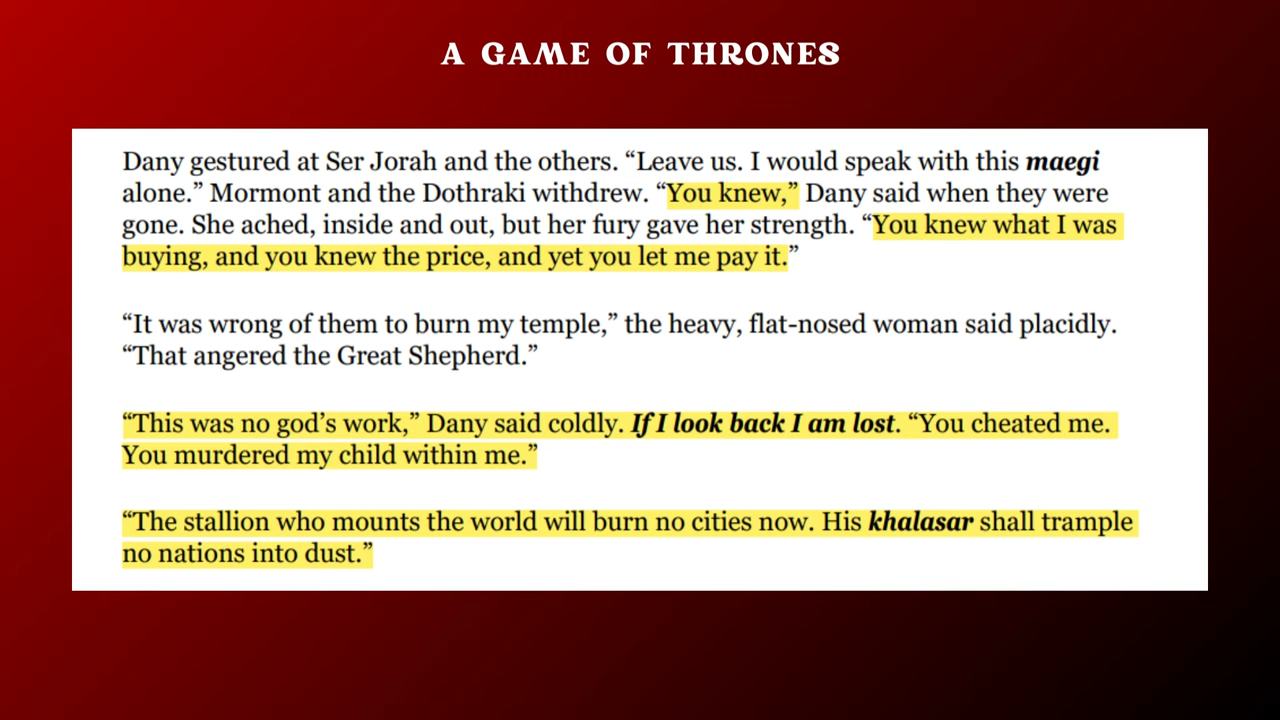 A GAME OF THRONES
Dany gestured at Ser Jorah and the others. “Leave us. I would speak with this maegi
alone.” Mormont and the Dothraki withdrew. “You knew,” Dany said when they were
gone. She ached, inside and out, but her fury gave her strength. “You knew what I was
buying, and you knew the price, and yet you let me pay it.”
“It was wrong of them to burn my temple,” the heavy, flat-nosed woman said placidly.
“That angered the Great Shepherd.”
“This was no god’s work,” Dany said coldly. If I look back I am lost. “You cheated me.
You murdered my child within me.”
“The stallion who mounts the world will burn no cities now. His khalasar shall trample
no nations into dust.”